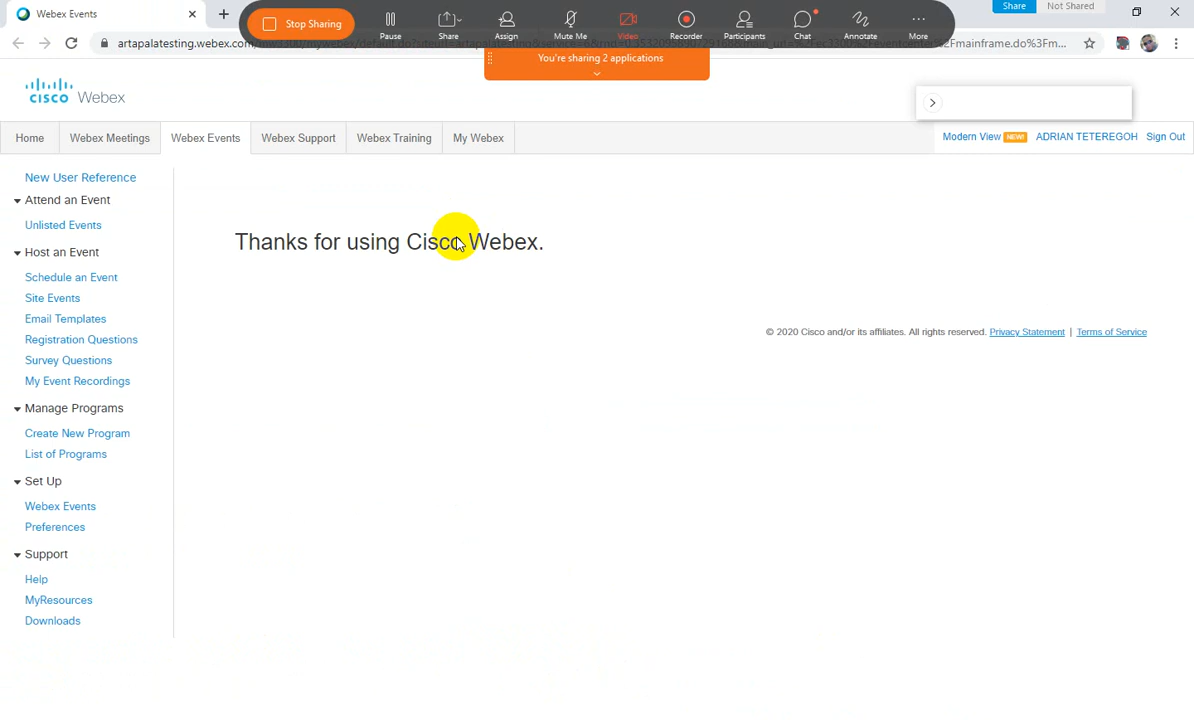 Webex Events
Stop Sharing
Pause
Share
Assign
Mute Me
Video
Recorder
Participants
Chat
Annotate
More
Share
Not Shared
artapalatesting.webex.com
You're sharing 2 applications
CISCO Webex
Home
Webex Meetings
Webex Events
Webex Support
Webex Training
My Webex
Modern View NEW!
ADRIAN TETEREGOH
Sign Out
New User Reference
Attend an Event
Unlisted Events
Host an Event
Schedule an Event
Site Events
Email Templates
Registration Questions
Survey Questions
My Event Recordings
Manage Programs
Create New Program
List of Programs
Set Up
Webex Events
Preferences
Support
Help
MyResources
Downloads
Thanks for using Cisco Webex.
© 2020 Cisco and/or its affiliates. All rights reserved. Privacy Statement | Terms of Service